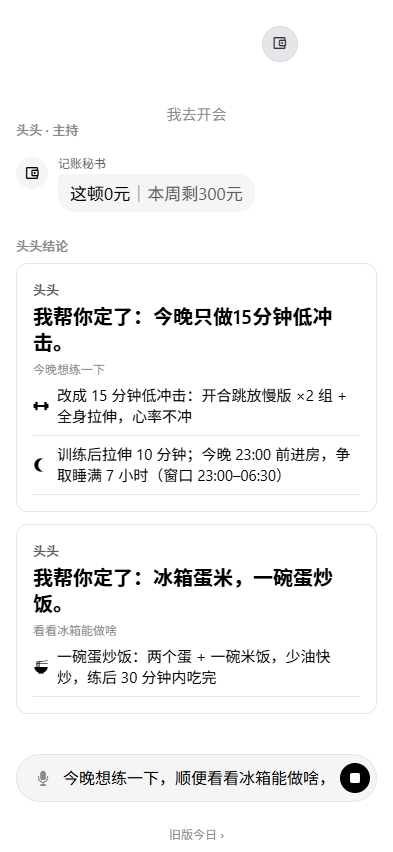 我去开会
头头 · 主持
记账秘书
这顿0元｜本周剩300元
头头结论
头头
我帮你定了：今晚只做15分钟低冲
击。
今晚想练一下
改成 15 分钟低冲击：开合跳放慢版 ×2 组 +
全身拉伸，心率不冲
训练后拉伸 10 分钟；今晚 23:00 前进房，争
取睡满 7 小时（窗口 23:00–06:30）
头头
我帮你定了：冰箱蛋米，一碗蛋炒
饭。
看看冰箱能做啥
一碗蛋炒饭：两个蛋 + 一碗米饭，少油快
炒，练后 30 分钟内吃完
今晚想练一下，顺便看看冰箱能做啥，
旧版今日 ›